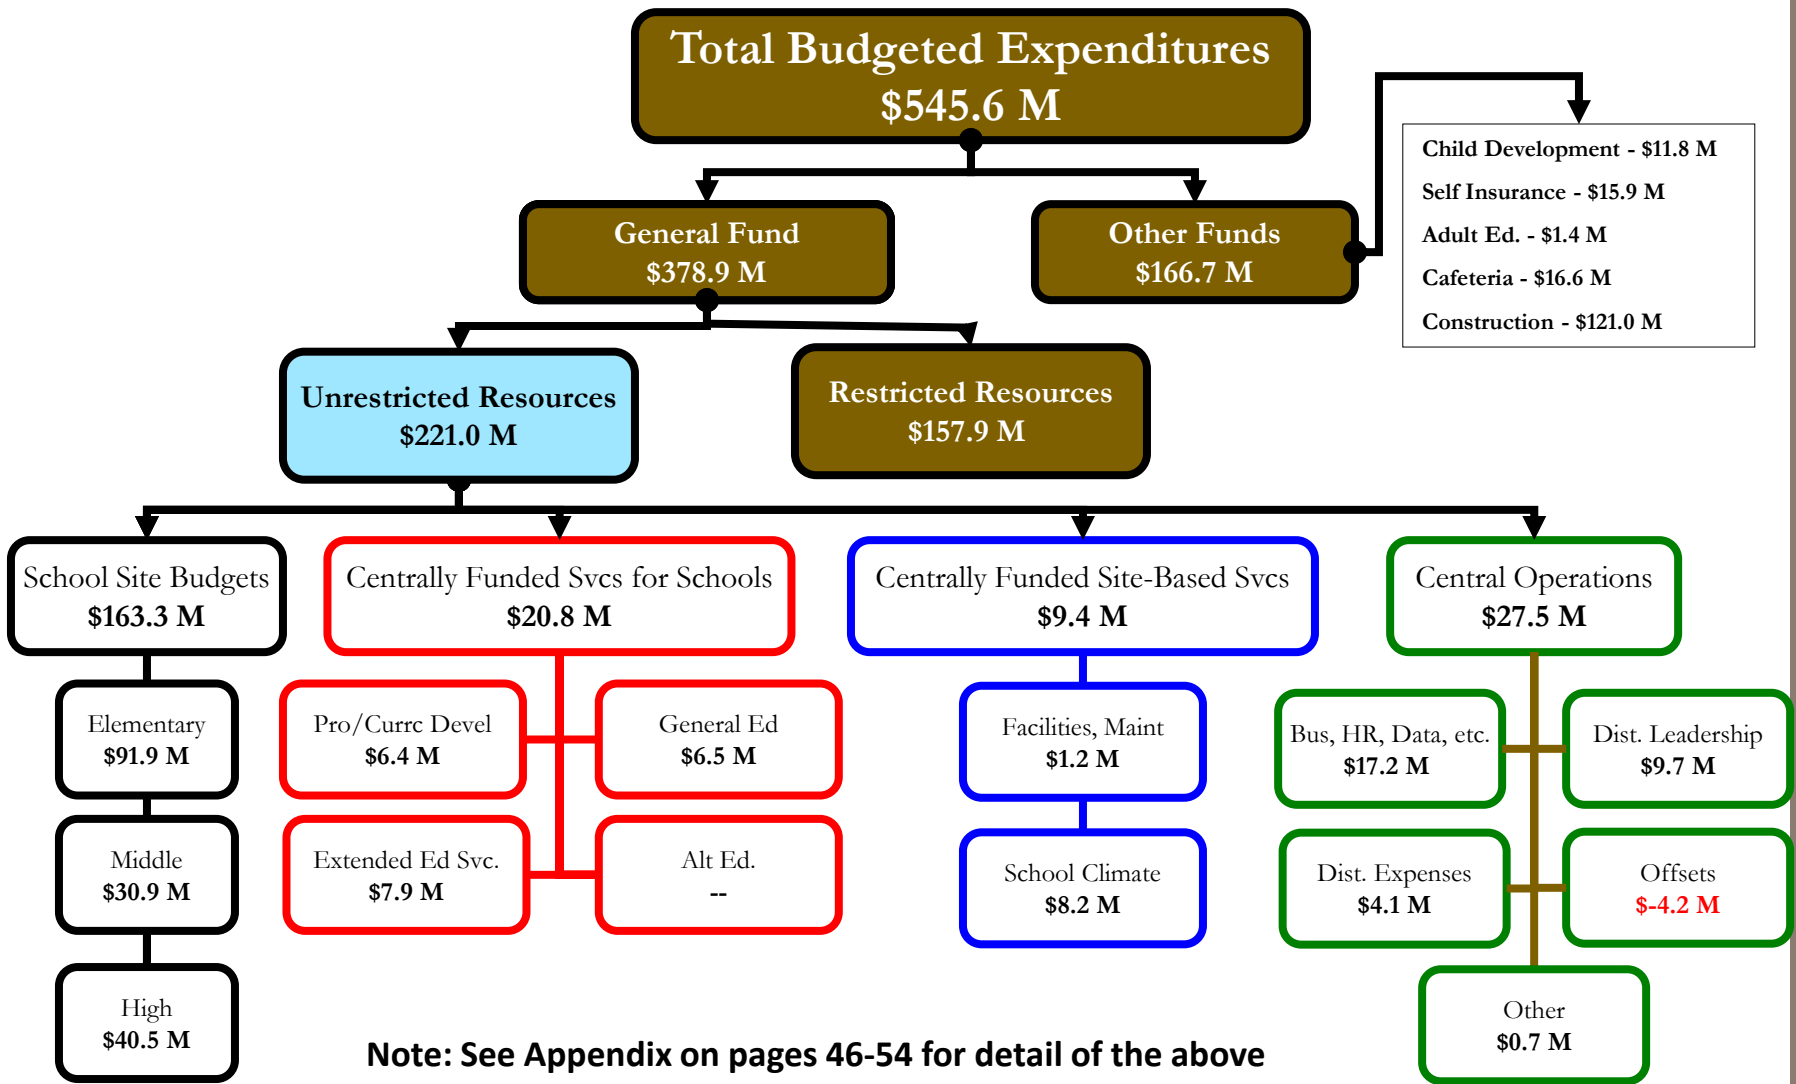 Total Budgeted Expenditures
$545.6 M
Child Development - $11.8 M
Self Insurance - $15.9 M
Adult Ed. - $1.4 M
Cafeteria - $16.6 M
Construction - $121.0 M
General Fund
$378.9 M
Other Funds
$166.7 M
Unrestricted Resources
$221.0 M
Restricted Resources
$157.9 M
School Site Budgets
$163.3 M
Centrally Funded Svcs for Schools
$20.8 M
Centrally Funded Site-Based Svcs
$9.4 M
Central Operations
$27.5 M
Elementary
$91.9 M
Middle
$30.9 M
High
$40.5 M
Pro/Currc Devel
$6.4 M
General Ed
$6.5 M
Extended Ed Svc.
$7.9 M
Alt Ed.
--
Facilities, Maint
$1.2 M
School Climate
$8.2 M
Bus, HR, Data, etc.
$17.2 M
Dist. Leadership
$9.7 M
Dist. Expenses
$4.1 M
Offsets
$-4.2 M
Other
$0.7 M
Note: See Appendix on pages 46-54 for detail of the above